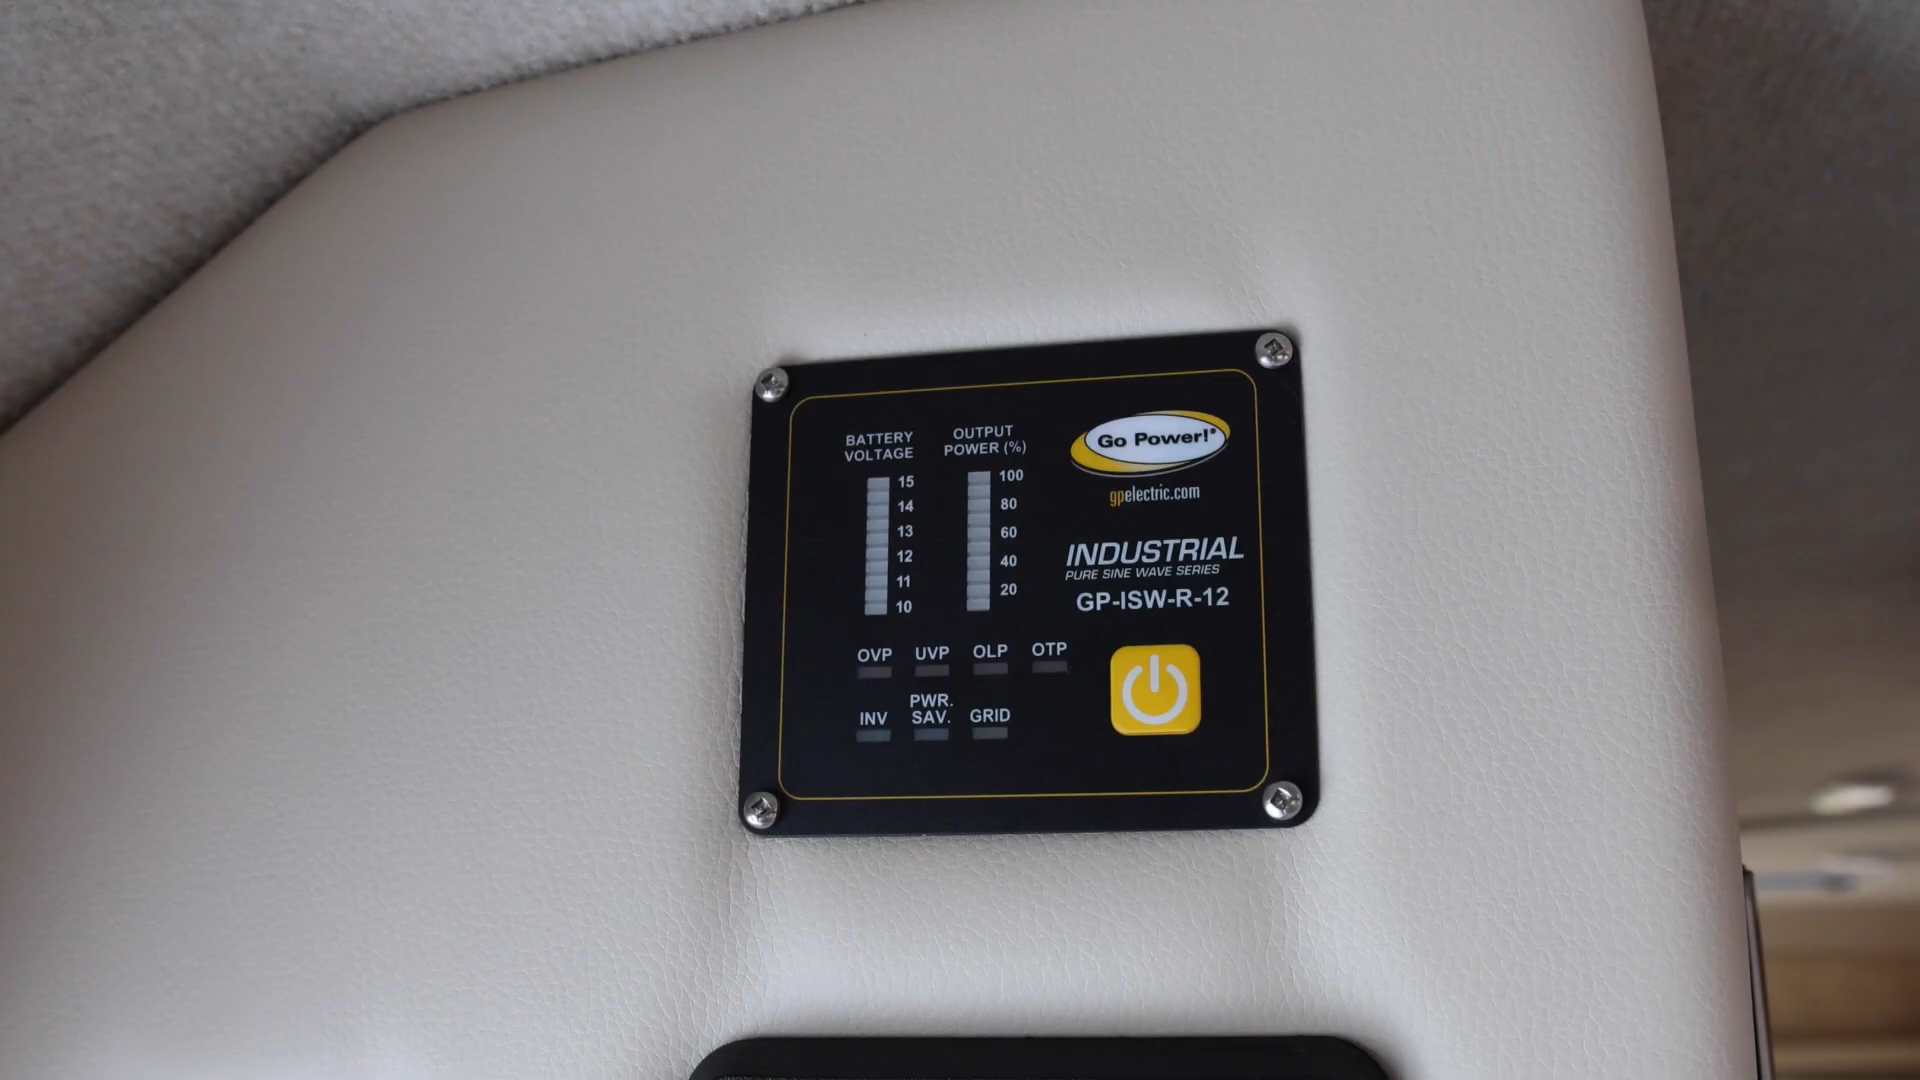 BATTERY
VOLTAGE
15
14
13
12
11
10
OUTPUT
POWER (%)
100
80
60
40
20
Go Power!®
gpelectric.com
INDUSTRIAL
PURE SINE WAVE SERIES
GP-ISW-R-12
OVP UVP OLP OTP
INV PWR. SAV. GRID